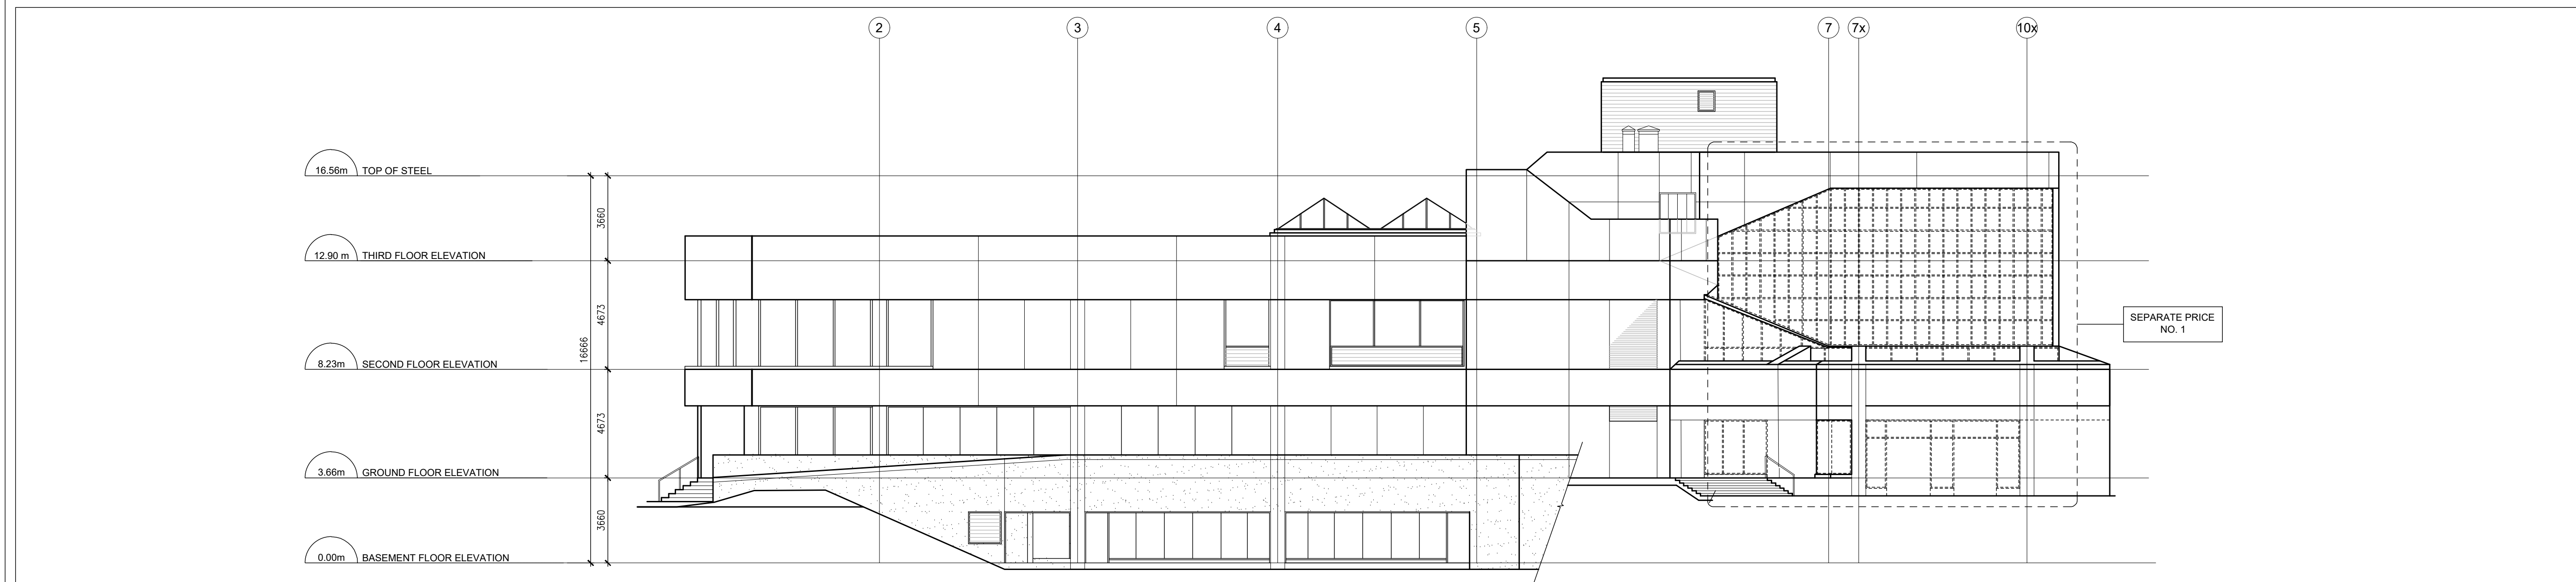 2 3 4 5 7 7x 10x
16.56m TOP OF STEEL
3660
12.90 m THIRD FLOOR ELEVATION
4673
SEPARATE PRICE
NO. 1
16666
8.23m SECOND FLOOR ELEVATION
4673
3.66m GROUND FLOOR ELEVATION
3660
0.00m BASEMENT FLOOR ELEVATION